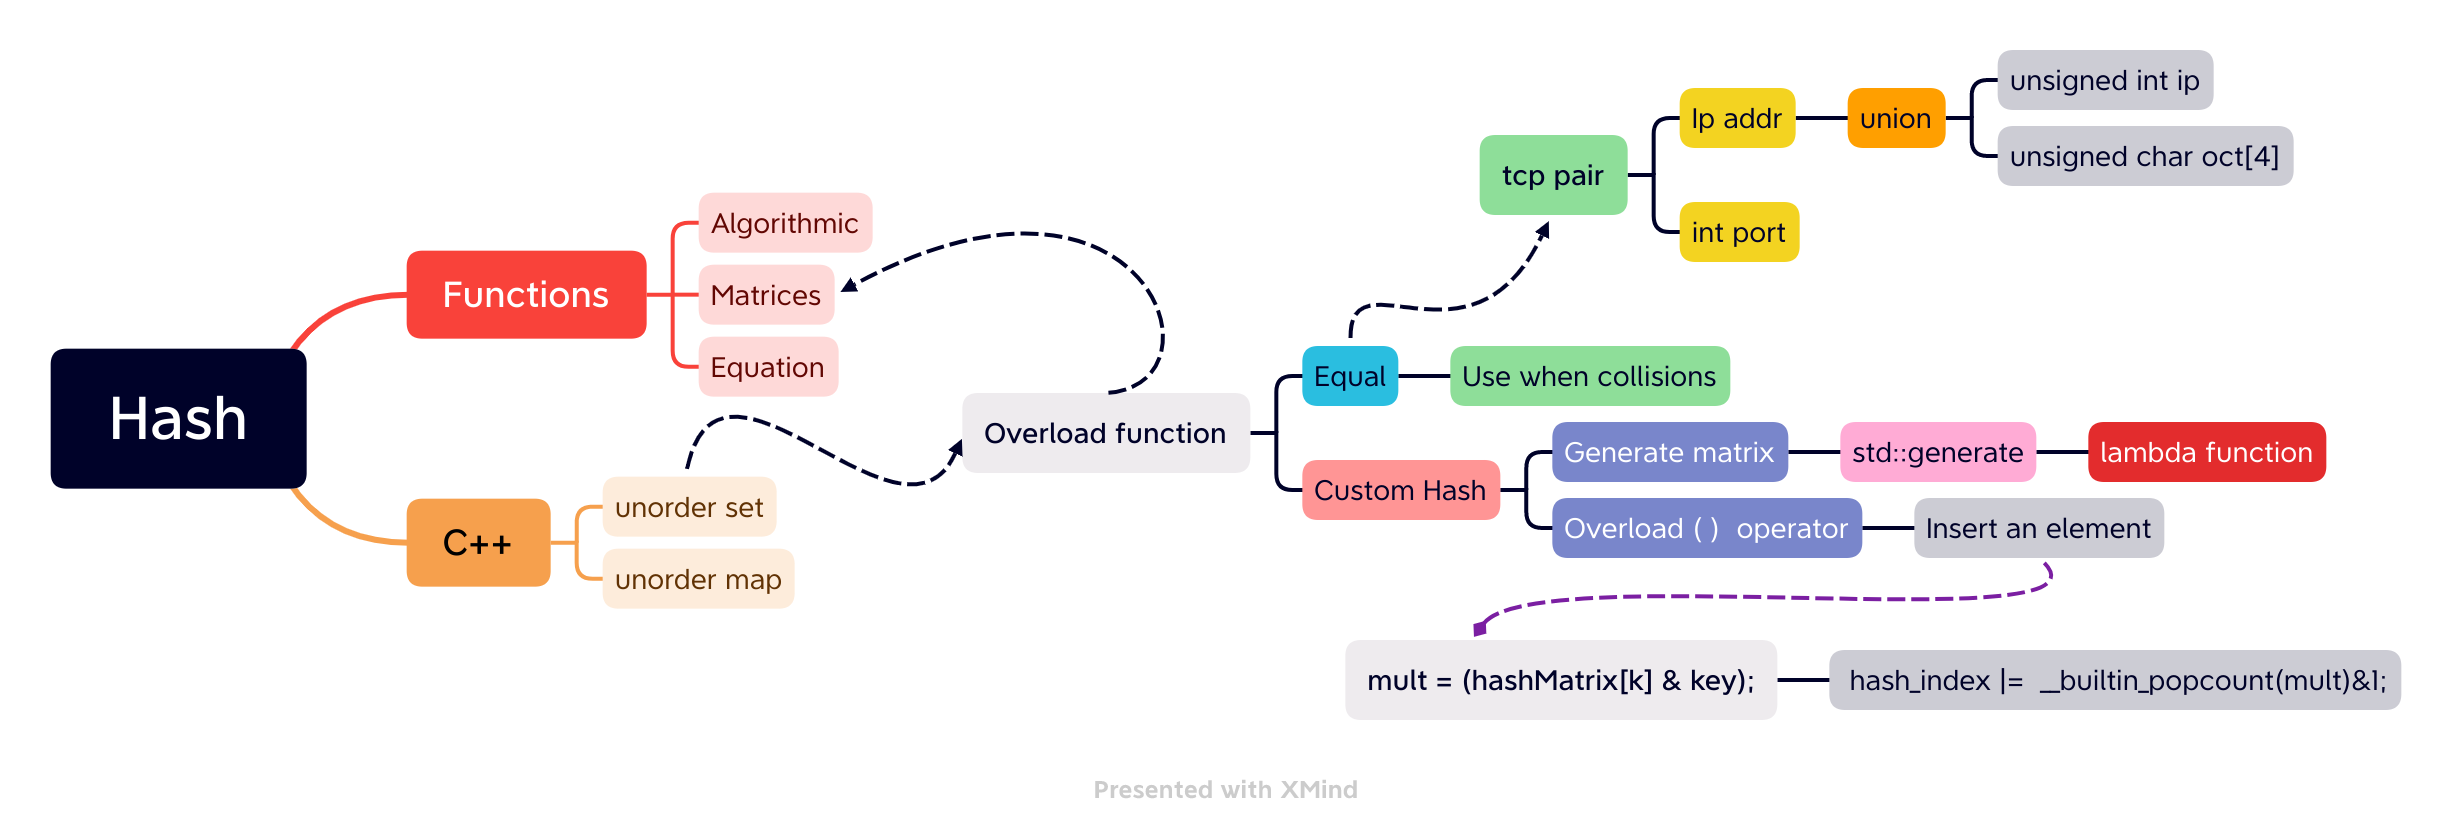 Hash
Functions
Algorithmic
Matrices
Equation
C++
unorder set
unorder map
Overload function
Equal
Use when collisions
tcp pair
Ip addr
union
unsigned int ip
unsigned char oct[4]
int port
Custom Hash
Generate matrix
std::generate
lambda function
Overload ( )  operator
Insert an element
mult = (hashMatrix[k] & key);
hash_index |=  __builtin_popcount(mult)&1;
Presented with XMind